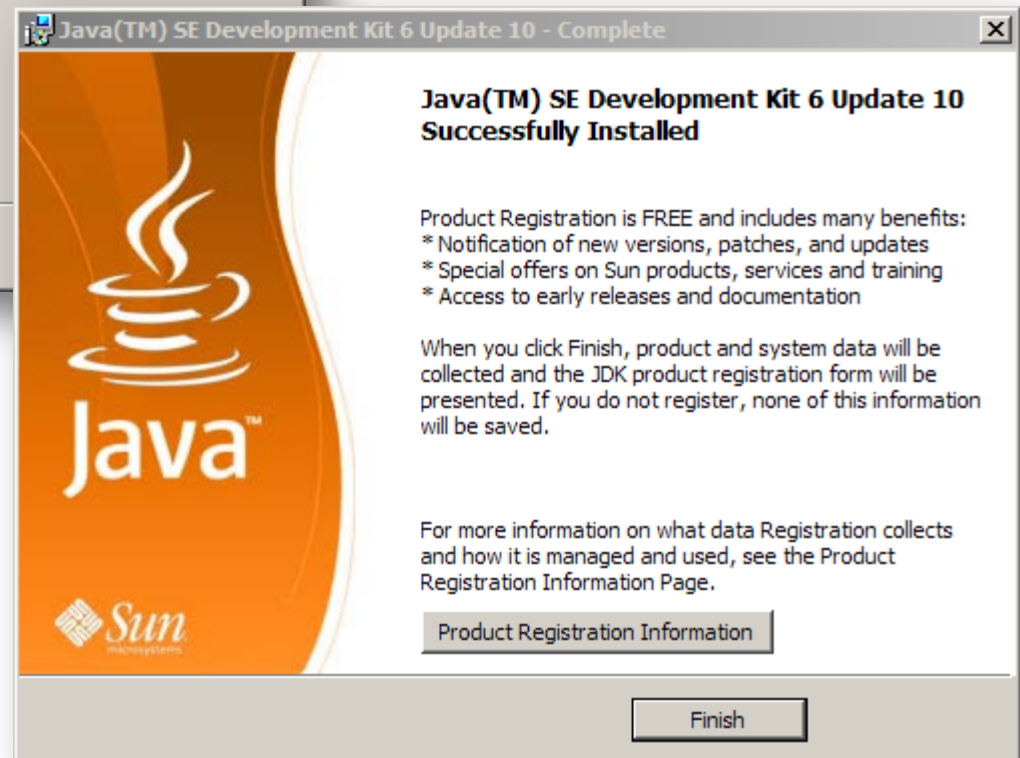 Java(TM) SE Development Kit 6 Update 10 - Complete
Java(TM) SE Development Kit 6 Update 10
Successfully Installed
Product Registration is FREE and includes many benefits:
* Notification of new versions, patches, and updates
* Special offers on Sun products, services and training
* Access to early releases and documentation
When you click Finish, product and system data will be
collected and the JDK product registration form will be
presented. If you do not register, none of this information
will be saved.
Java™
For more information on what data Registration collects
and how it is managed and used, see the Product
Registration Information Page.
Sun
microsystems
Product Registration Information
Finish